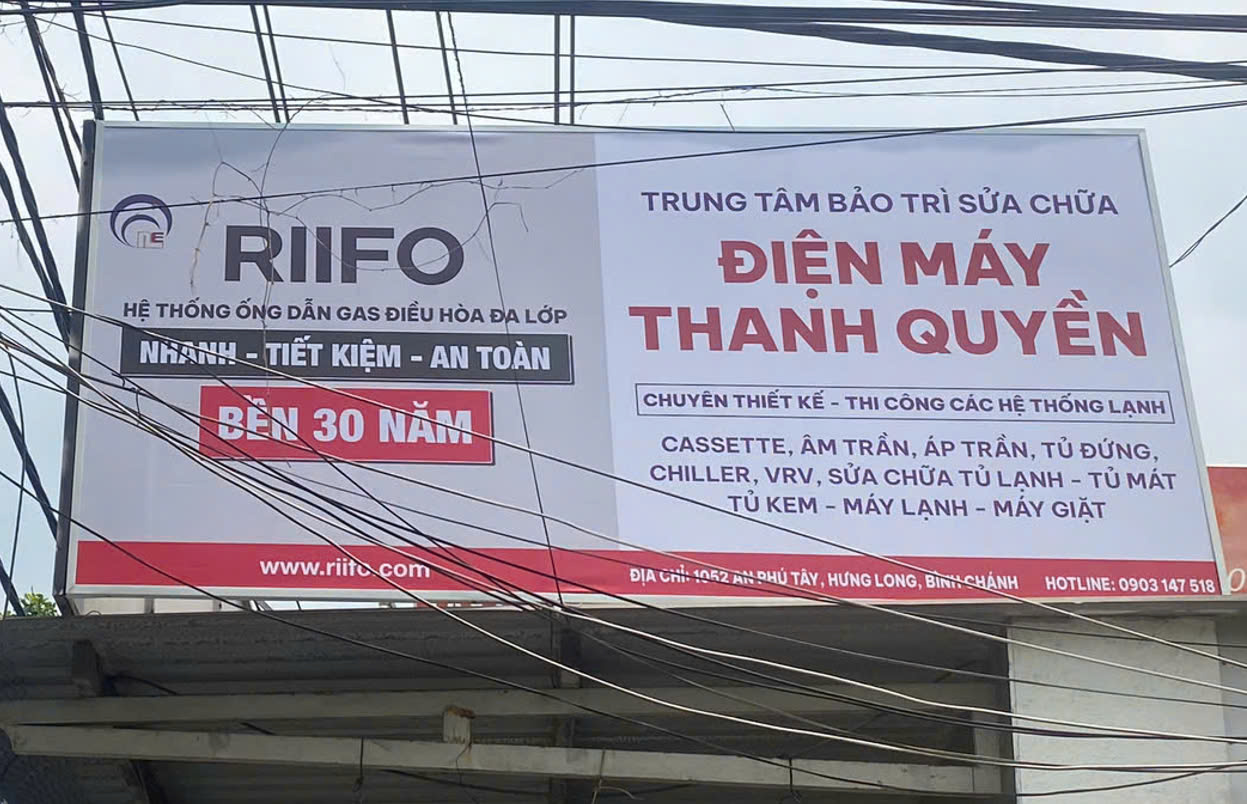 RIIFO
HỆ THỐNG ỐNG DẪN GAS ĐIỀU HÒA ĐA LỚP
NHANH - TIẾT KIỆM - AN TOÀN
BỀN 30 NĂM
www.riifo.com
TRUNG TÂM BẢO TRÌ SỬA CHỮA
ĐIỆN MÁY
THANH QUYỀN
CHUYÊN THIẾT KẾ - THI CÔNG CÁC HỆ THỐNG LẠNH
CASSETTE, ÂM TRẦN, ÁP TRẦN, TỦ ĐỨNG,
CHILLER, VRV, SỬA CHỮA TỦ LẠNH - TỦ MÁT
TỦ KEM - MÁY LẠNH - MÁY GIẶT
ĐỊA CHỈ: 1052 AN PHÚ TÂY, HƯNG LONG, BÌNH CHÁNH HOTLINE: 0903 147 518